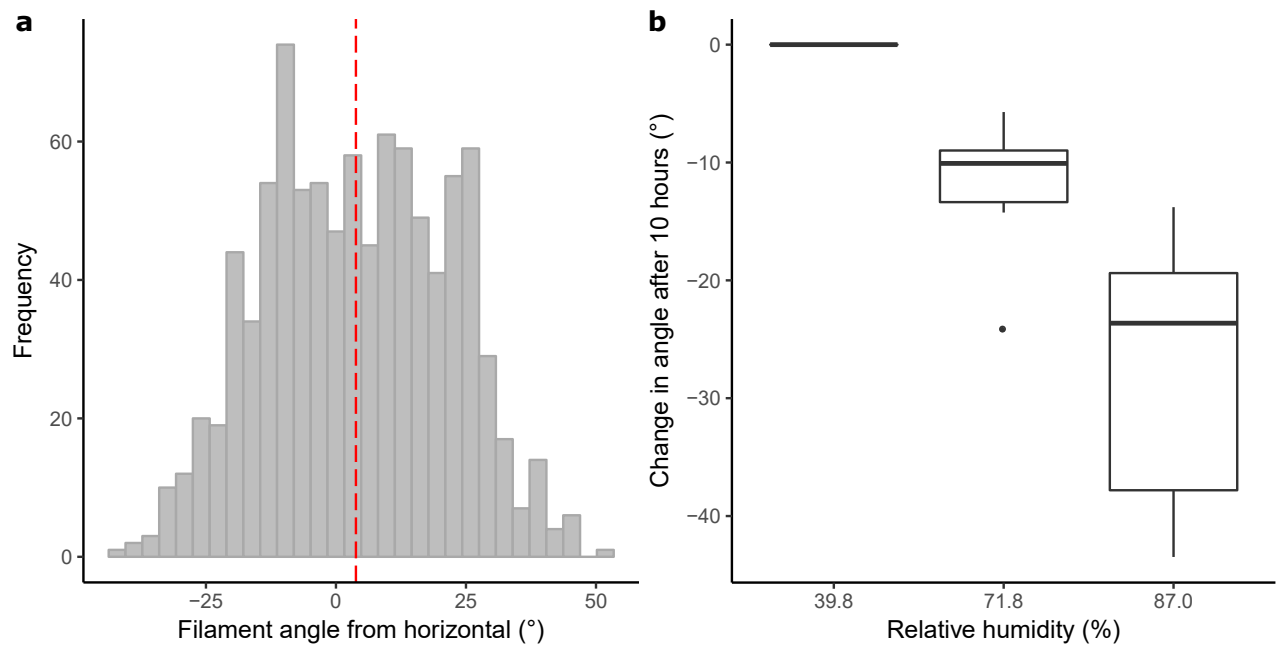 a
Frequency
60
40
20
0
−25
0
25
50
Filament angle from horizontal (°)
b
Change in angle after 10 hours (°)
0
−10
−20
−30
−40
39.8
71.8
87.0
Relative humidity (%)